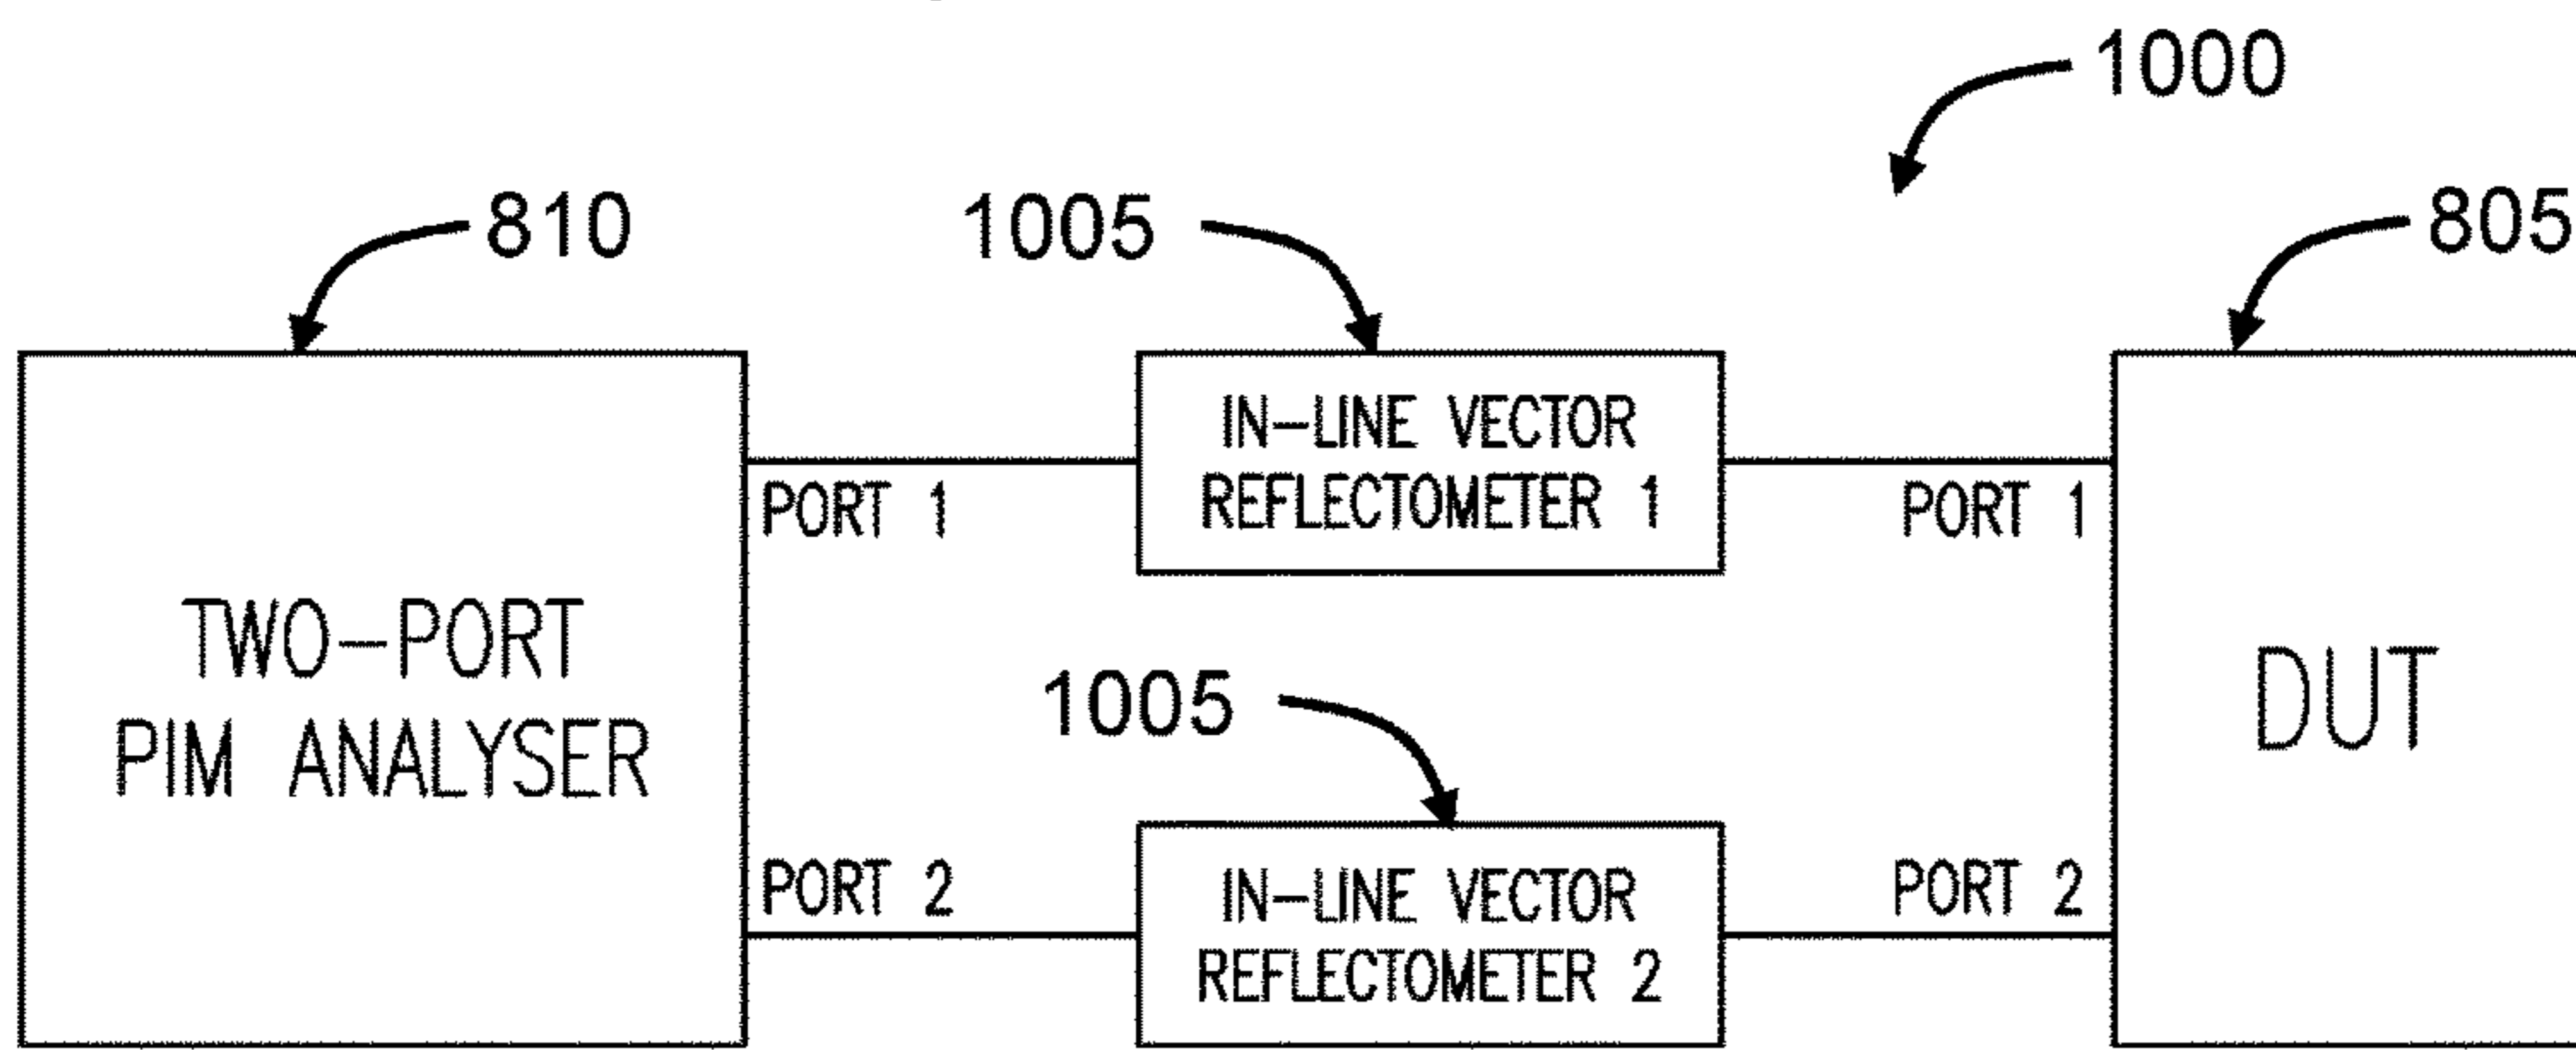 1000
810
1005
805
IN-LINE VECTOR
REFLECTOMETER 1
PORT 1
PORT 1
TWO-PORT
PIM ANALYSER
DUT
1005
PORT 2
PORT 2
IN-LINE VECTOR
REFLECTOMETER 2